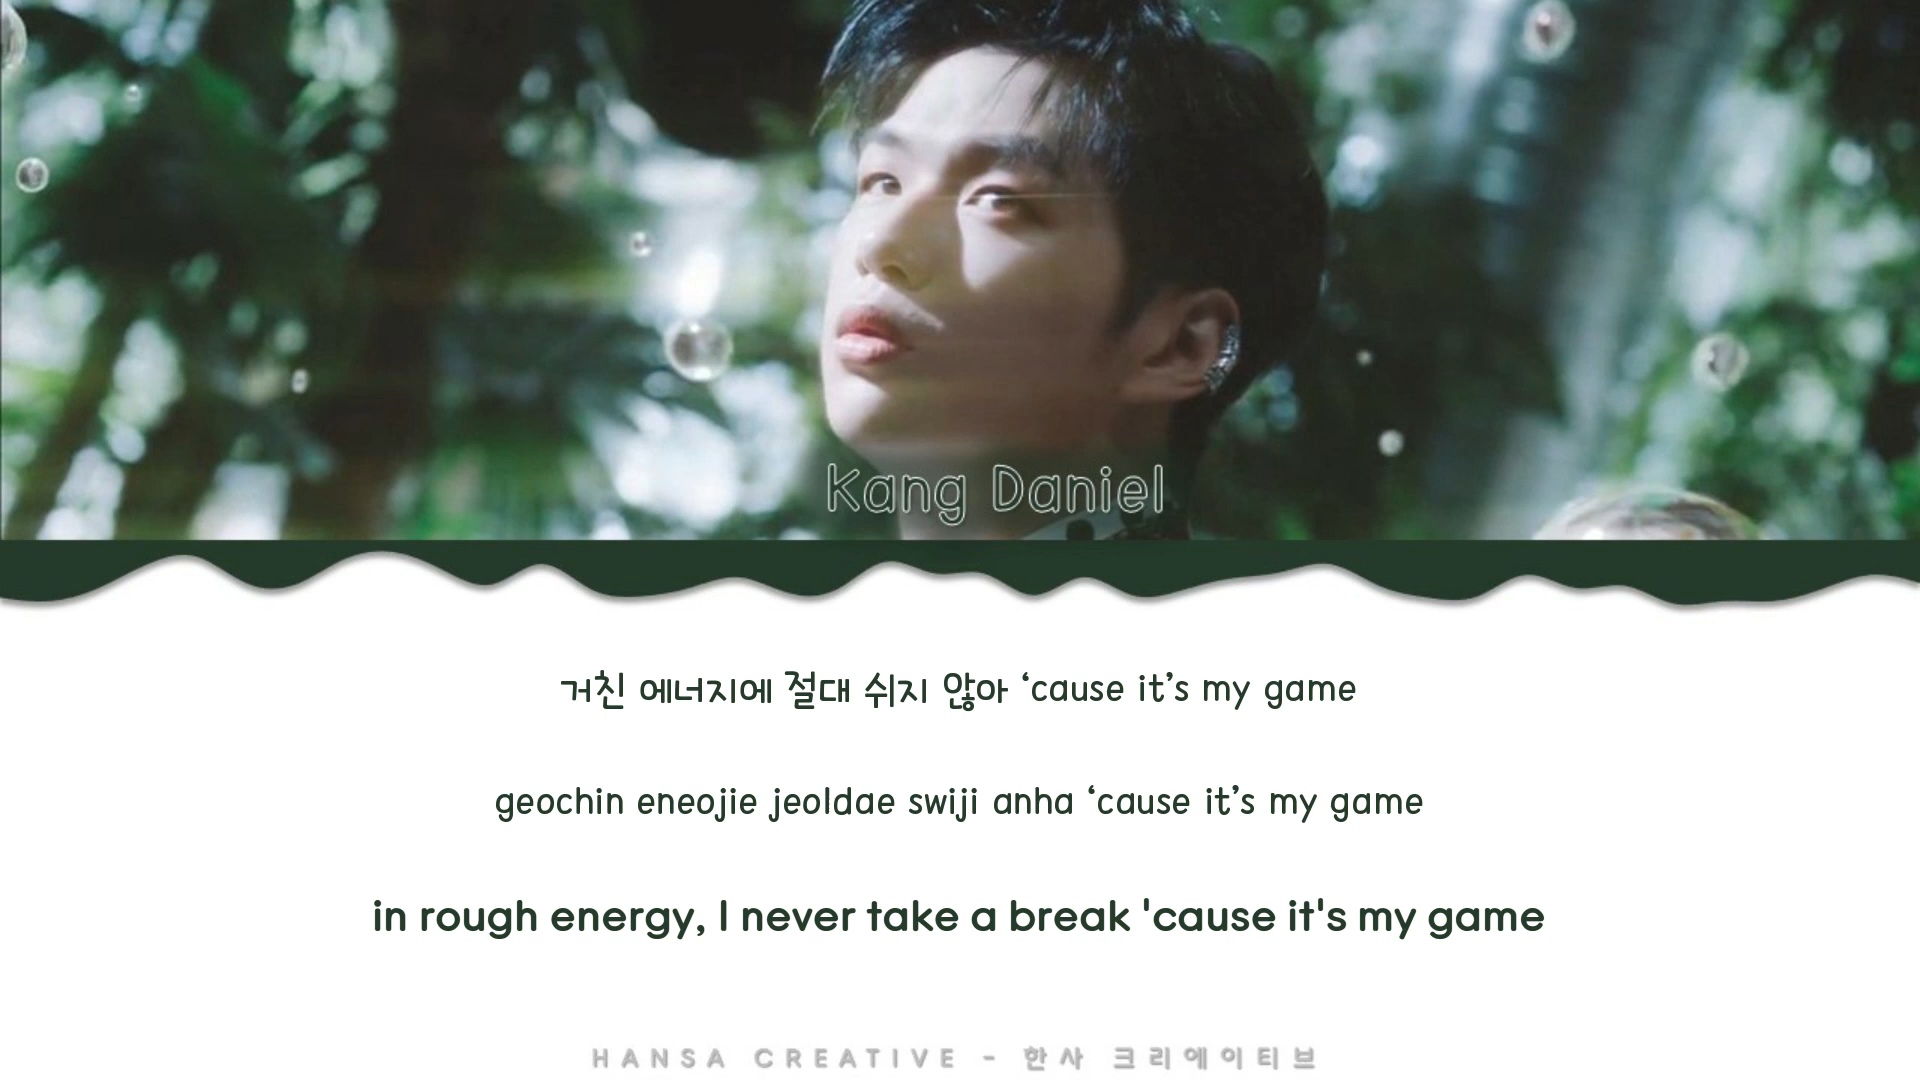 Kang Daniel
거친 에너지에 절대 쉬지 않아 ‘cause it’s my game
geochin eneojie jeoldae swiji anha ‘cause it’s my game
in rough energy, I never take a break 'cause it's my game
HANSA CREATIVE - 한사 크리에이티브